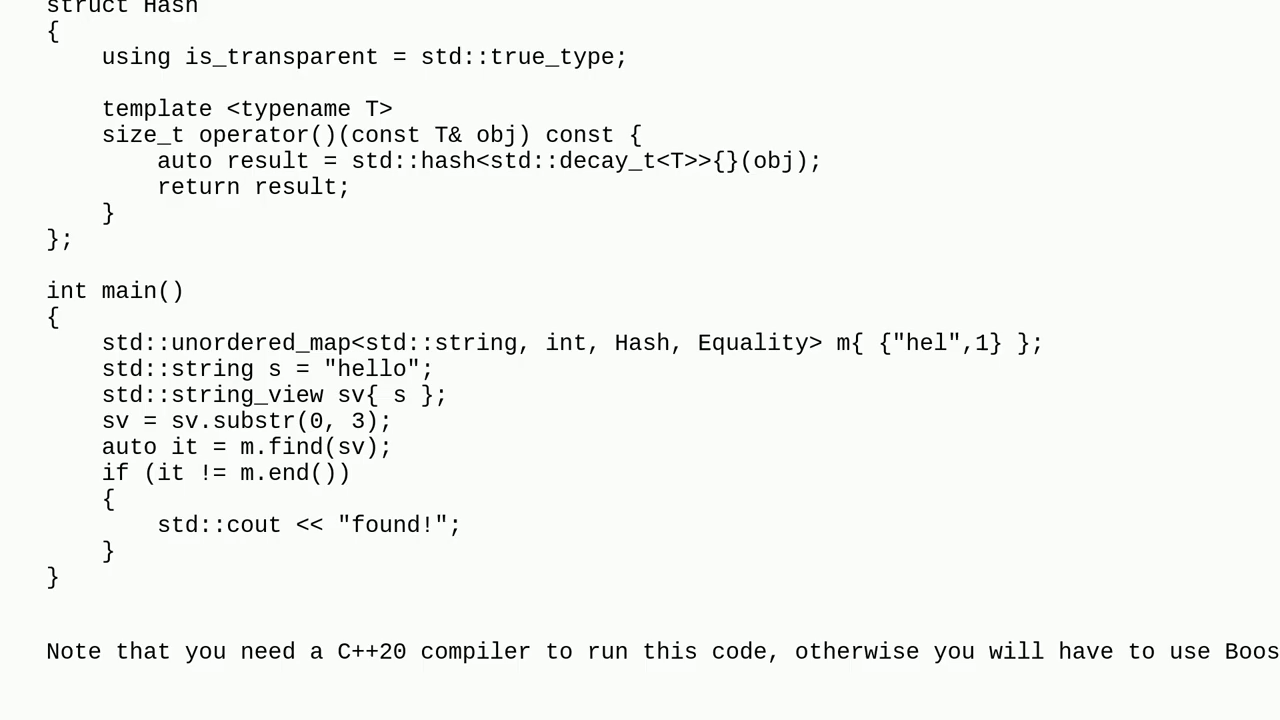 struct Hash
{
    using is_transparent = std::true_type;

    template <typename T>
    size_t operator()(const T& obj) const {
        auto result = std::hash<std::decay_t<T>>{}(obj);
        return result;
    }
};

int main()
{
    std::unordered_map<std::string, int, Hash, Equality> m{ {"hel",1} };
    std::string s = "hello";
    std::string_view sv{ s };
    sv = sv.substr(0, 3);
    auto it = m.find(sv);
    if (it != m.end())
    {
        std::cout << "found!";
    }
}

Note that you need a C++20 compiler to run this code, otherwise you will have to use Boos